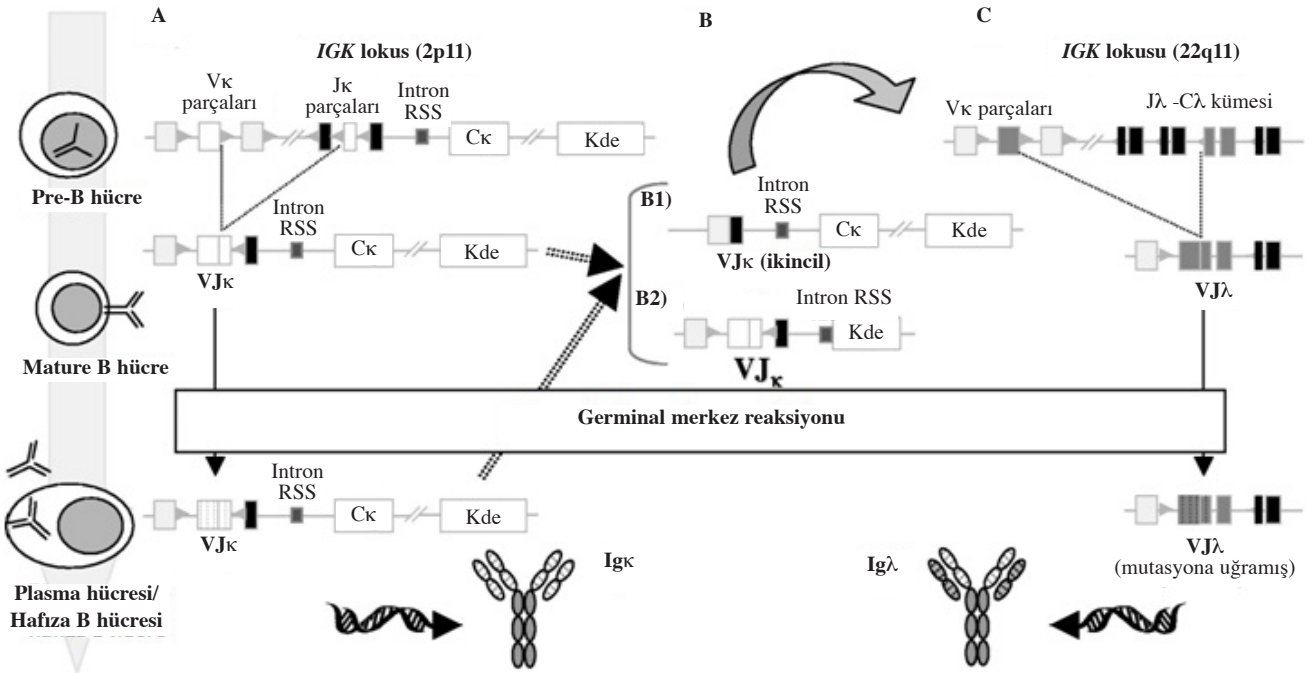 A
B
C
IGK lokus (2p11)
IGK lokusu (22q11)
Vκ
parçaları
Jκ
parçaları
Intron
RSS
Cκ
Kde
Vκ parçaları
Jλ -Cλ kümesi
Pre-B hücre
B1)
Intron
RSS
Cκ
Kde
VJκ (ikincil)
Intron
RSS
Cκ
Kde
VJκ
VJλ
B2)
Intron RSS
Kde
VJκ
Mature B hücre
Germinal merkez reaksiyonu
Intron
RSS
Cκ
Kde
VJκ
VJλ
(mutasyona uğramış)
Igκ
Igλ
Plasma hücresi/
Hafıza B hücresi